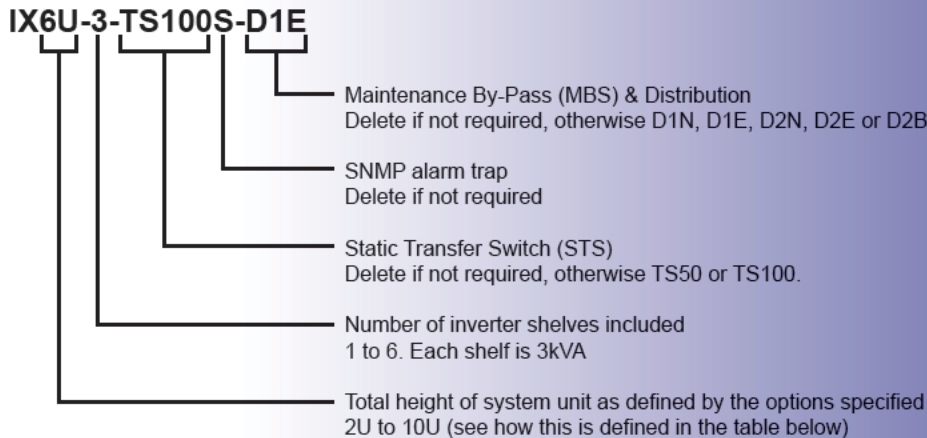 IX6U-3-TS100S-D1E
Maintenance By-Pass (MBS) & Distribution
Delete if not required, otherwise D1N, D1E, D2N, D2E or D2B
SNMP alarm trap
Delete if not required
Static Transfer Switch (STS)
Delete if not required, otherwise TS50 or TS100.
Number of inverter shelves included
1 to 6. Each shelf is 3kVA
Total height of system unit as defined by the options specified
2U to 10U (see how this is defined in the table below)